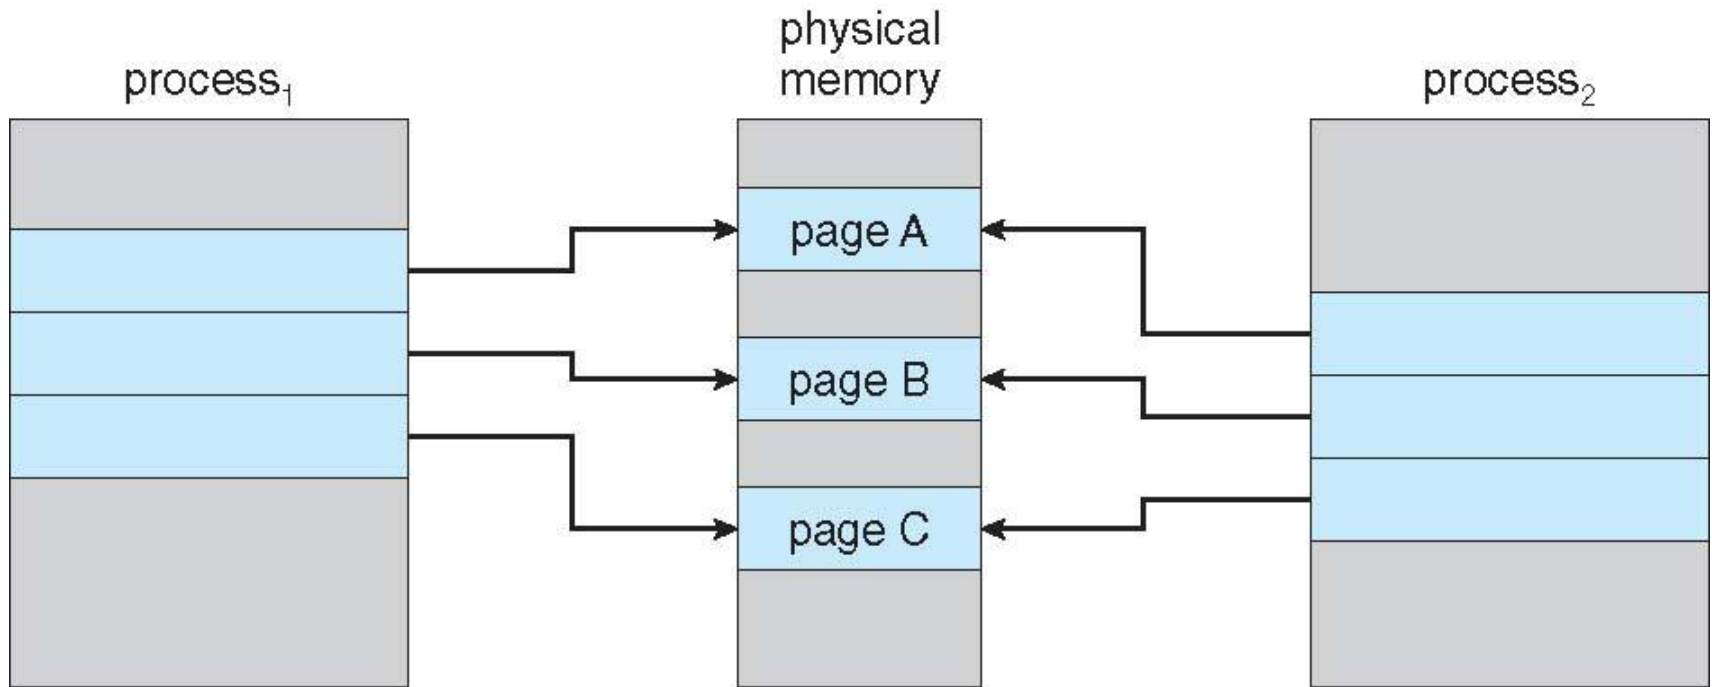 physical
memory
process₁
process₂
page A
page B
page C